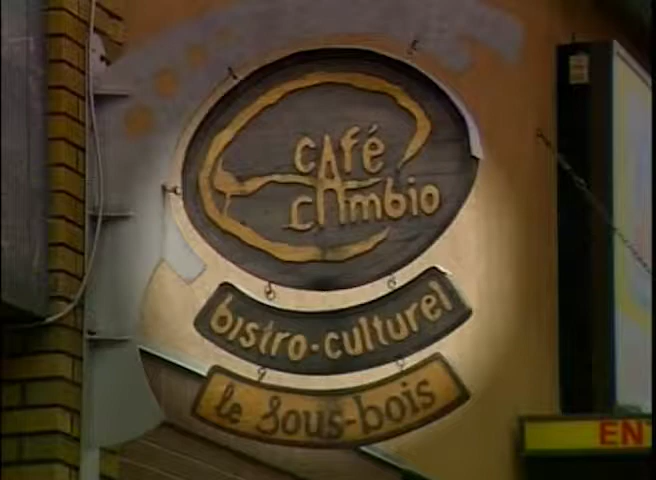 cAfé
cAmbio
bistro-culturel
le Sous-bois
EN